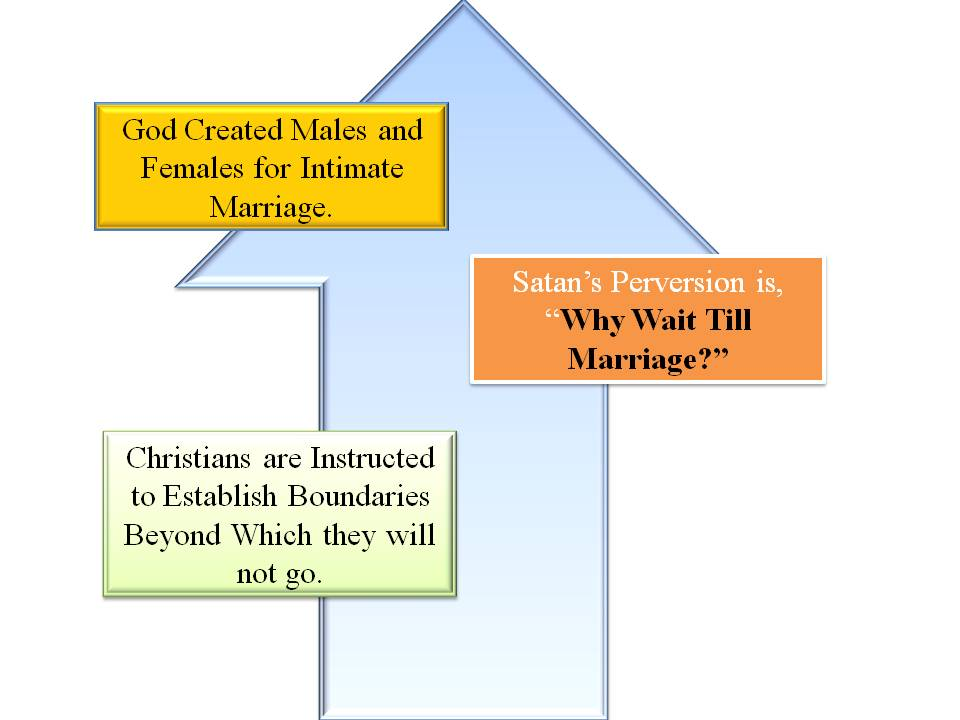 God Created Males and
Females for Intimate
Marriage.
Satan’s Perversion is,
“Why Wait Till
Marriage?”
Christians are Instructed
to Establish Boundaries
Beyond Which they will
not go.